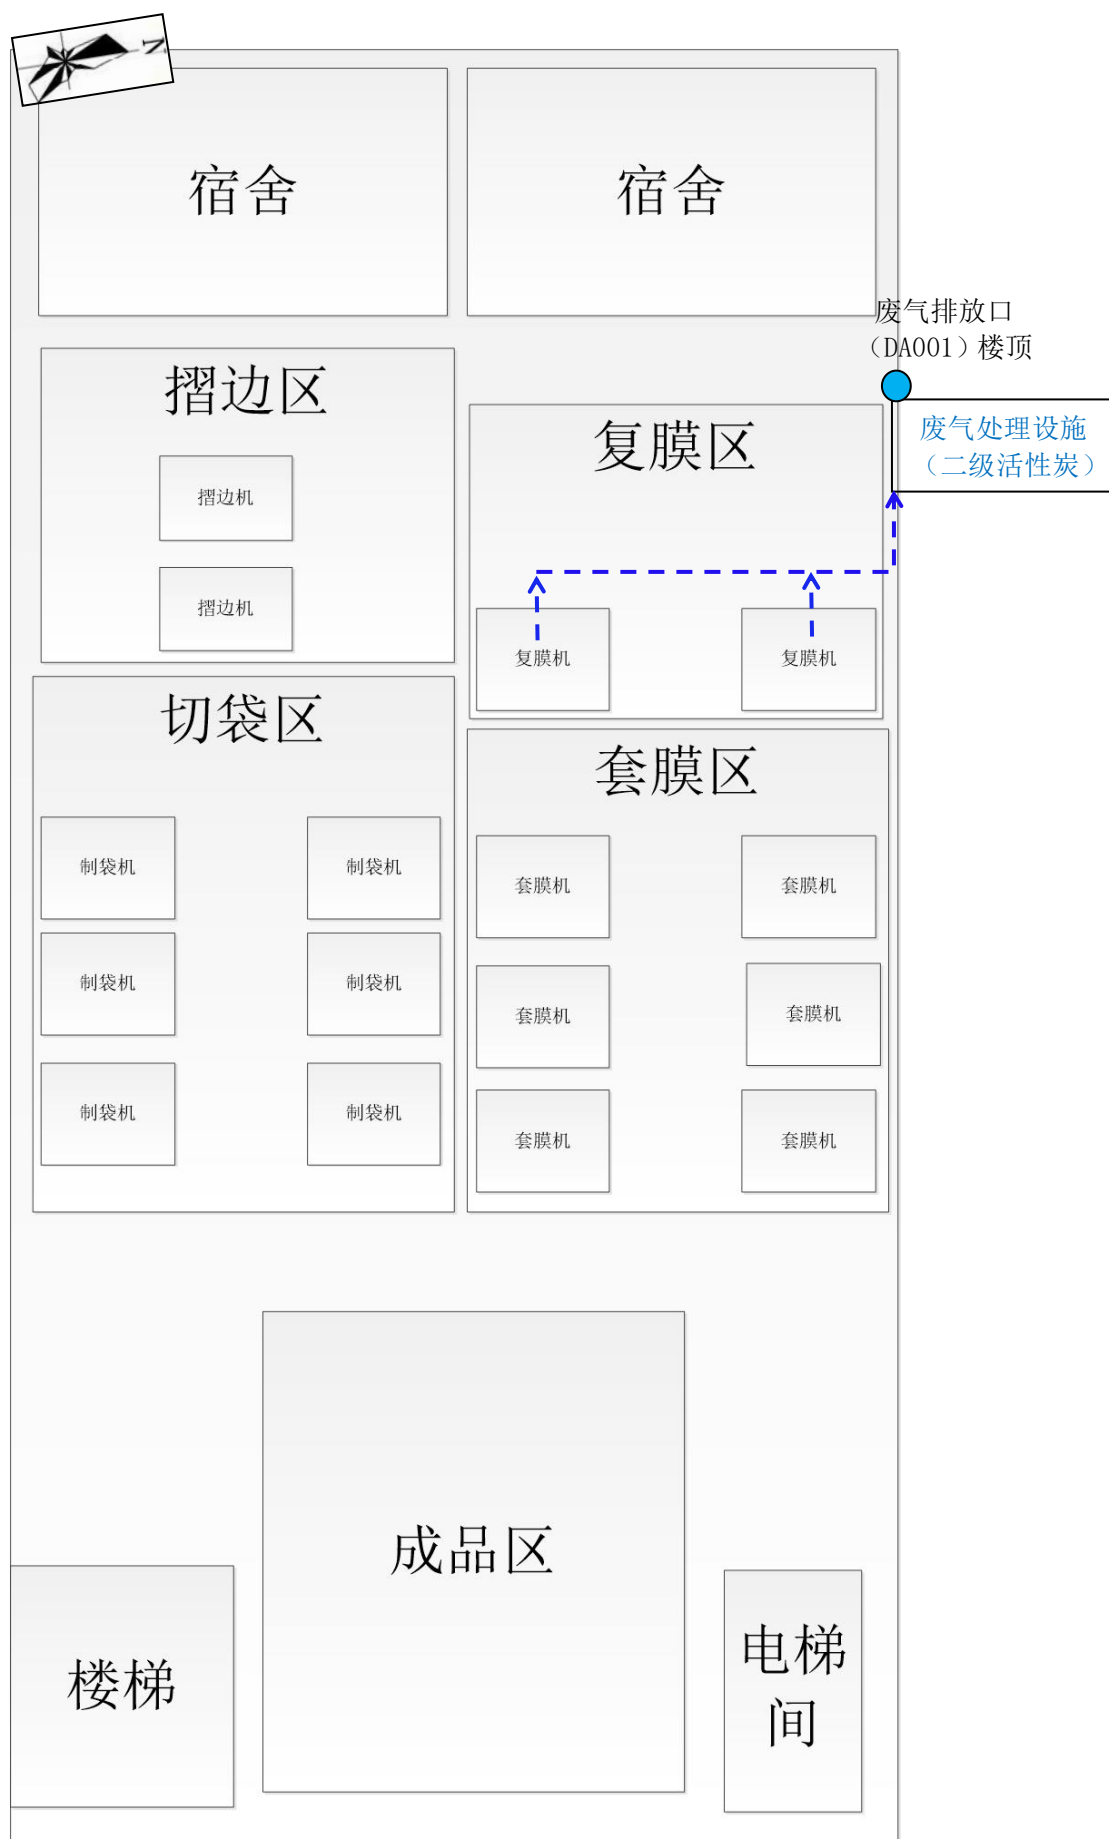 N
宿舍
宿舍
废气排放口
（DA001）楼顶
废气处理设施
（二级活性炭）
摺边区
摺边机
摺边机
复膜区
复膜机
复膜机
切袋区
制袋机
制袋机
制袋机
制袋机
制袋机
制袋机
套膜区
套膜机
套膜机
套膜机
套膜机
套膜机
套膜机
成品区
楼梯
电梯
间